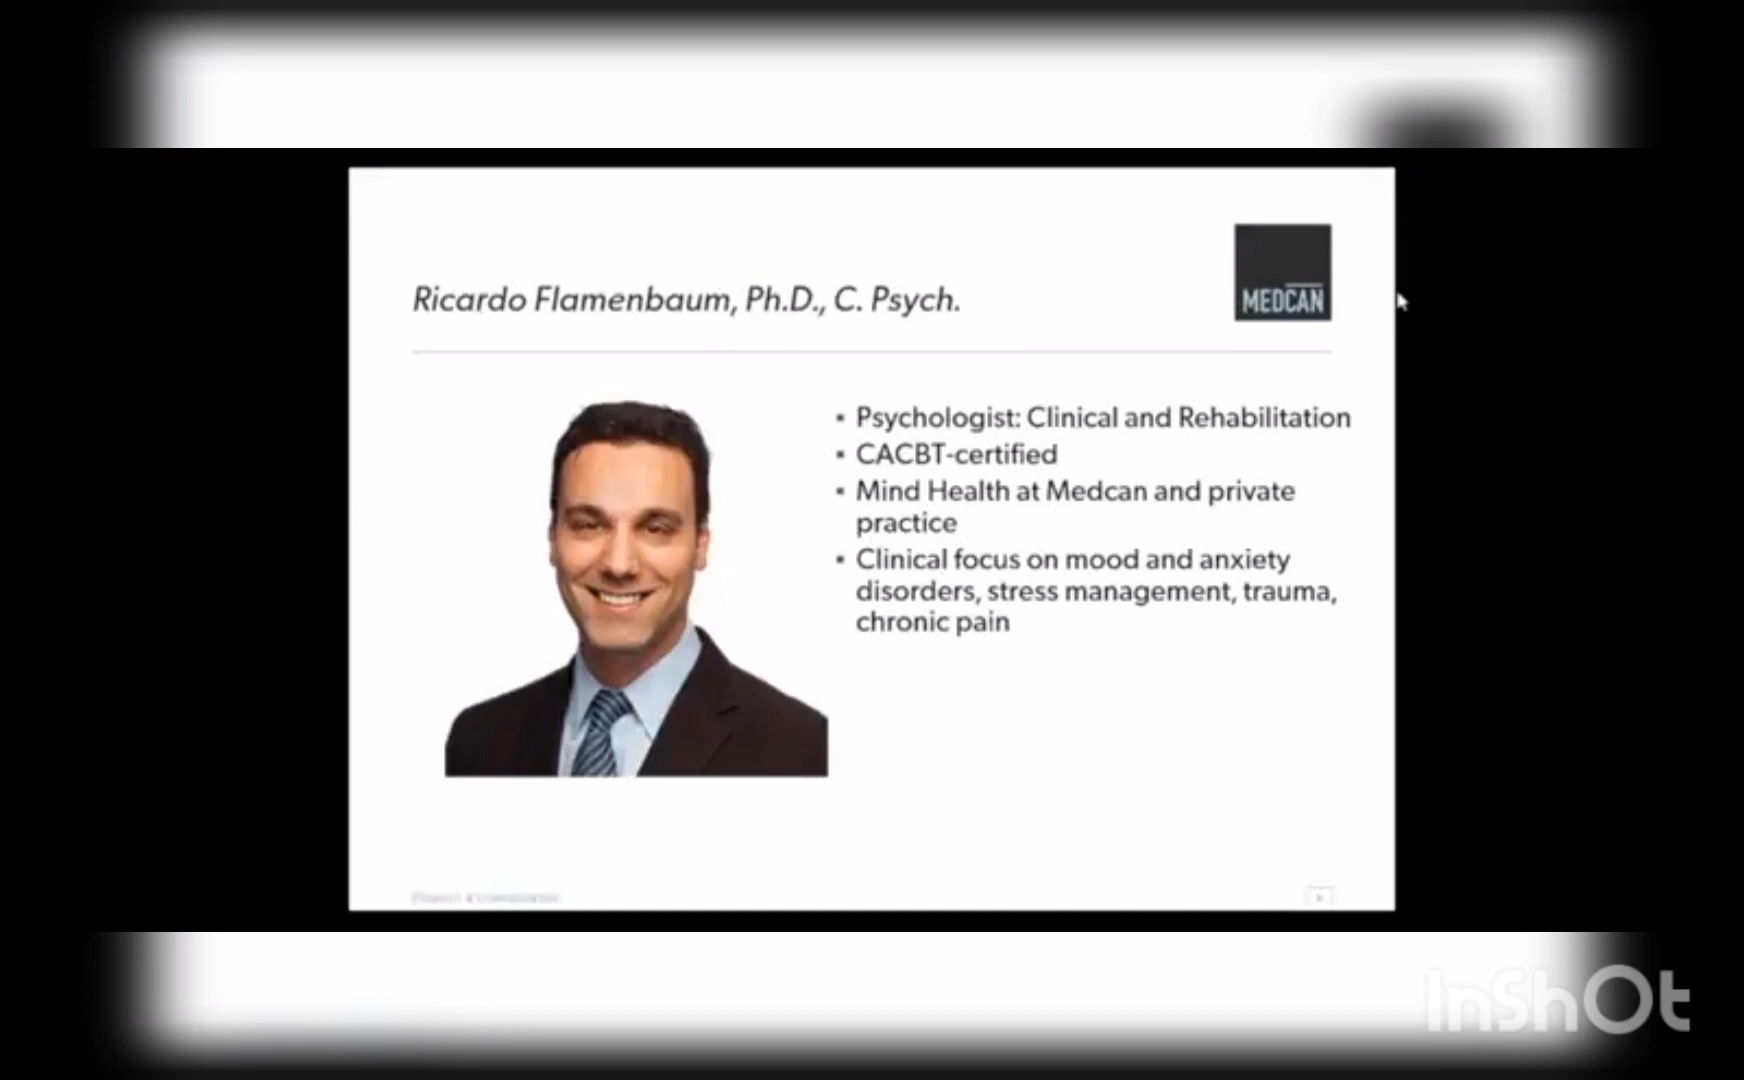 Ricardo Flamenbaum, Ph.D., C. Psych.
MEDCAN
▪ Psychologist: Clinical and Rehabilitation
▪ CACBT-certified
▪ Mind Health at Medcan and private
practice
▪ Clinical focus on mood and anxiety
disorders, stress management, trauma,
chronic pain
InShOt